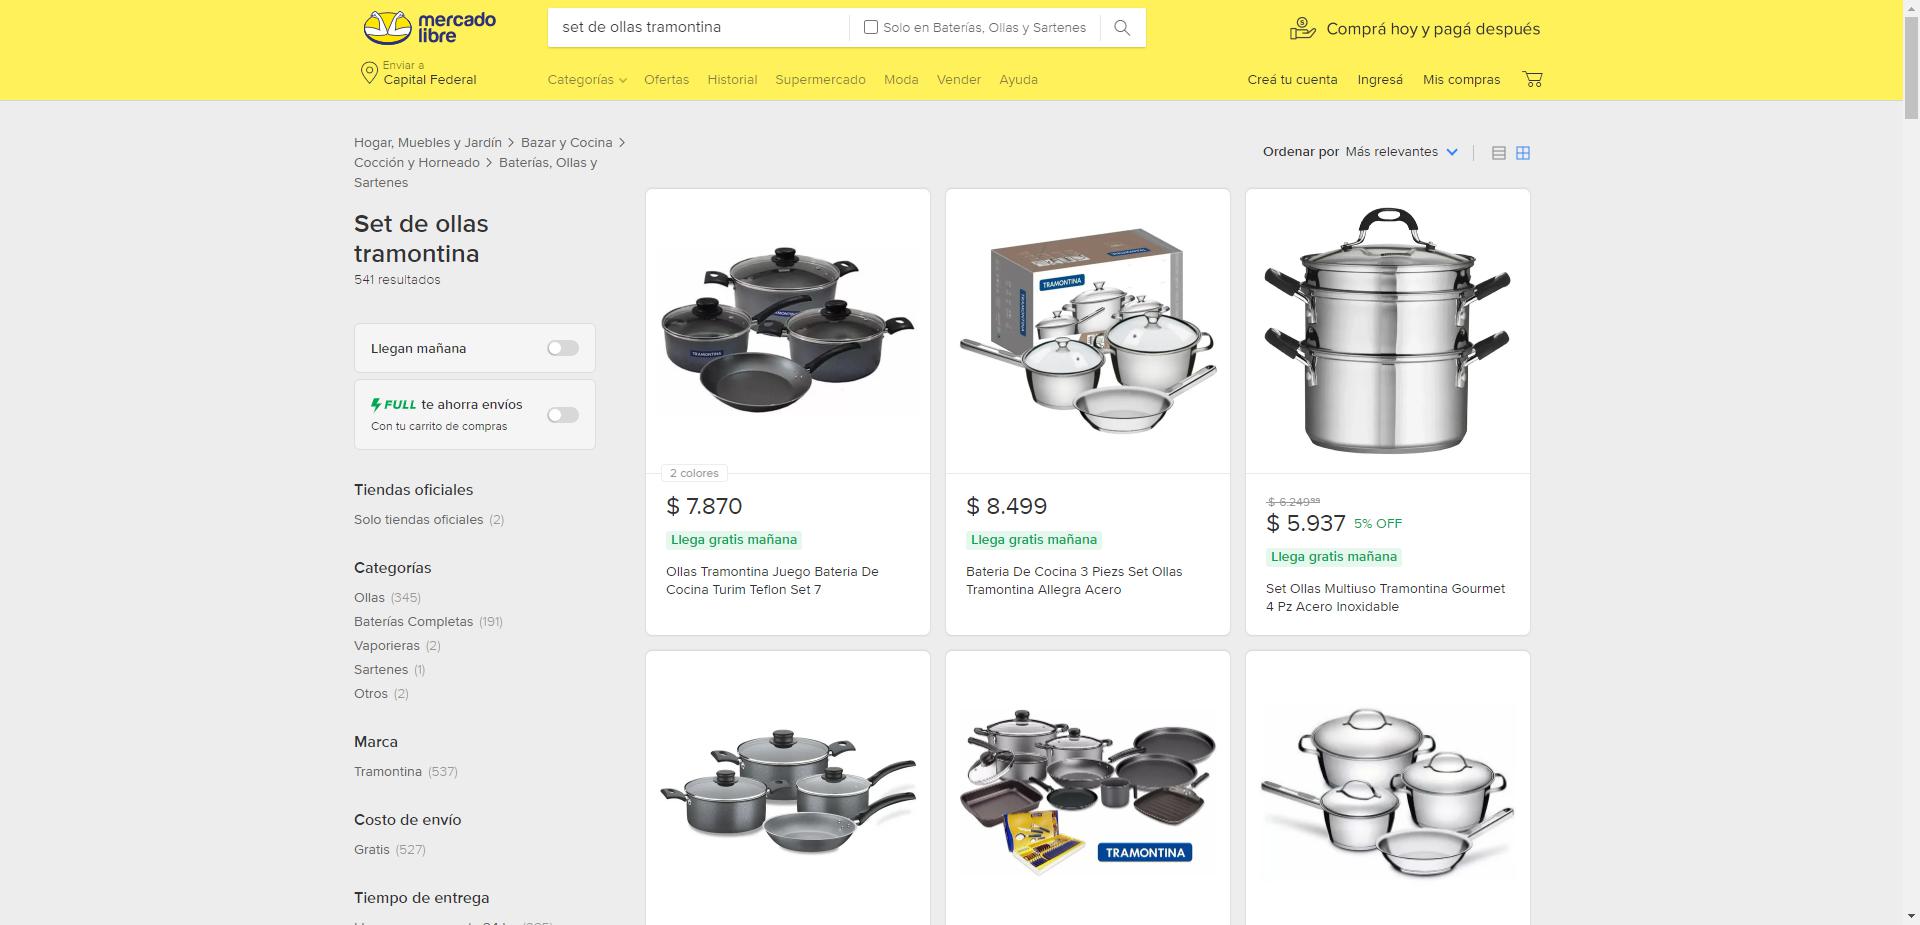 mercado
libre
set de ollas tramontina
Solo en Baterías, Ollas y Sartenes
Comprá hoy y pagá después
Enviar a
Capital Federal
Categorías
Ofertas
Historial
Supermercado
Moda
Vender
Ayuda
Creá tu cuenta
Ingresá
Mis compras
Hogar, Muebles y Jardín > Bazar y Cocina >
Cocción y Horneado > Baterías, Ollas y
Sartenes
Set de ollas
tramontina
541 resultados
Llegan mañana
FULL te ahorra envíos
Con tu carrito de compras
Tiendas oficiales
Solo tiendas oficiales (2)
Categorías
Ollas (345)
Baterías Completas (191)
Vaporieras (2)
Sartenes (1)
Otros (2)
Marca
Tramontina (537)
Costo de envío
Gratis (527)
Tiempo de entrega
Ordenar por Más relevantes
TRAMONTINA
2 colores
$ 7.870
Llega gratis mañana
Ollas Tramontina Juego Bateria De
Cocina Turim Teflon Set 7
TRAMONTINA
$ 8.499
Llega gratis mañana
Bateria De Cocina 3 Piezs Set Ollas
Tramontina Allegra Acero
$ 6.249⁹⁹
$ 5.937 5% OFF
Llega gratis mañana
Set Ollas Multiuso Tramontina Gourmet
4 Pz Acero Inoxidable
TRAMONTINA